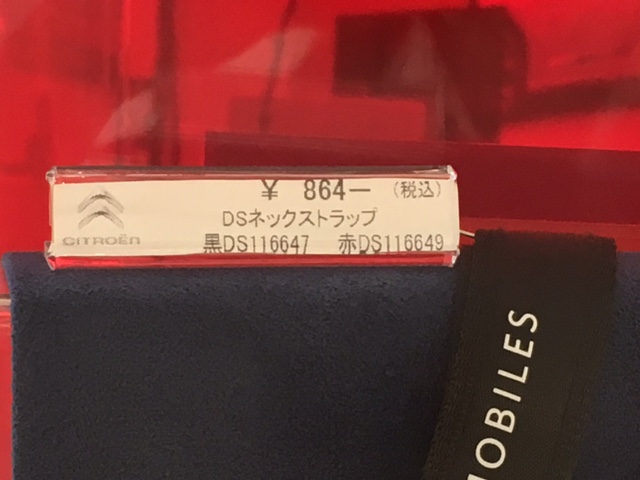 ¥ 864− (税込)
DSネックストラップ
CITROËN
黒DS116647 赤DS116649
MOBILES